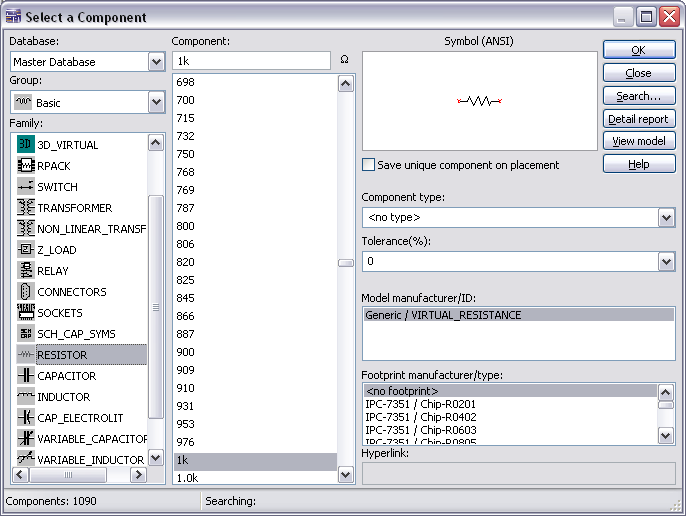 Select a Component
Database:
Master Database
Group:
Basic
Family:
3D
3D_VIRTUAL
RPACK
SWITCH
TRANSFORMER
NON_LINEAR_TRANSF
Z_LOAD
RELAY
CONNECTORS
SOCKETS
SCH_CAP_SYMS
RESISTOR
CAPACITOR
INDUCTOR
CAP_ELECTROLIT
VARIABLE_CAPACITOR
VARIABLE_INDUCTOR
Component:
1k
Ω
698
700
715
732
750
768
769
787
800
806
820
825
845
866
887
900
909
910
931
953
976
1k
1.0k
Symbol (ANSI)
Save unique component on placement
Component type:
<no type>
Tolerance(%):
0
Model manufacturer/ID:
Generic / VIRTUAL_RESISTANCE
Footprint manufacturer/type:
<no footprint>
IPC-7351 / Chip-R0201
IPC-7351 / Chip-R0402
IPC-7351 / Chip-R0603
IPC-7351 / Chip-R0805
Hyperlink:
OK
Close
Search...
Detail report
View model
Help
Components: 1090
Searching: